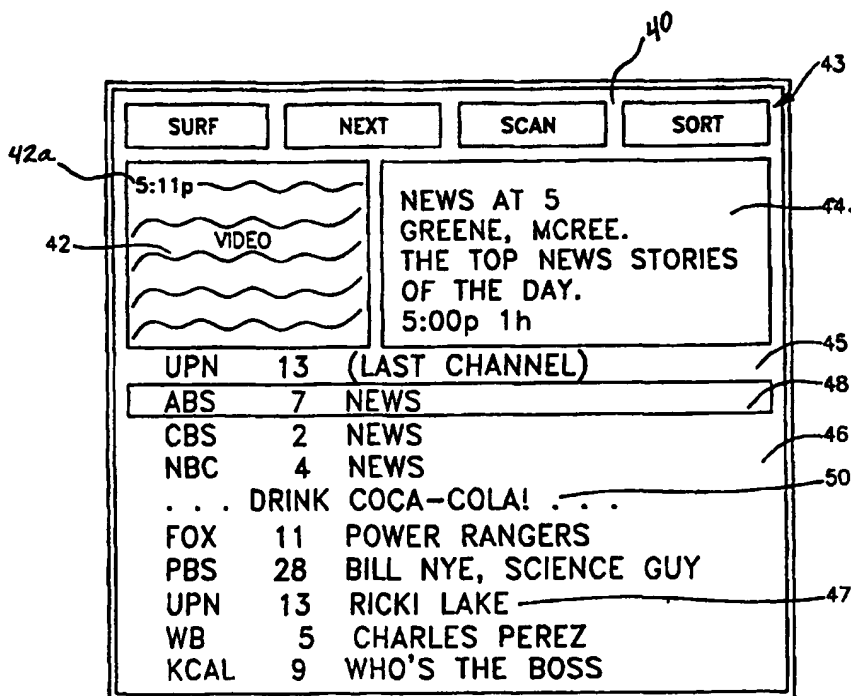 40
43
SURF NEXT SCAN SORT
42a
5:11p
42
VIDEO
NEWS AT 5
GREENE, MCREE.
THE TOP NEWS STORIES
OF THE DAY.
5:00p 1h
44.
UPN 13 (LAST CHANNEL) 45
ABS 7 NEWS 48
CBS 2 NEWS
NBC 4 NEWS 46
. . . DRINK COCA-COLA! . . . 50
FOX 11 POWER RANGERS
PBS 28 BILL NYE, SCIENCE GUY
UPN 13 RICKI LAKE 47
WB 5 CHARLES PEREZ
KCAL 9 WHO'S THE BOSS